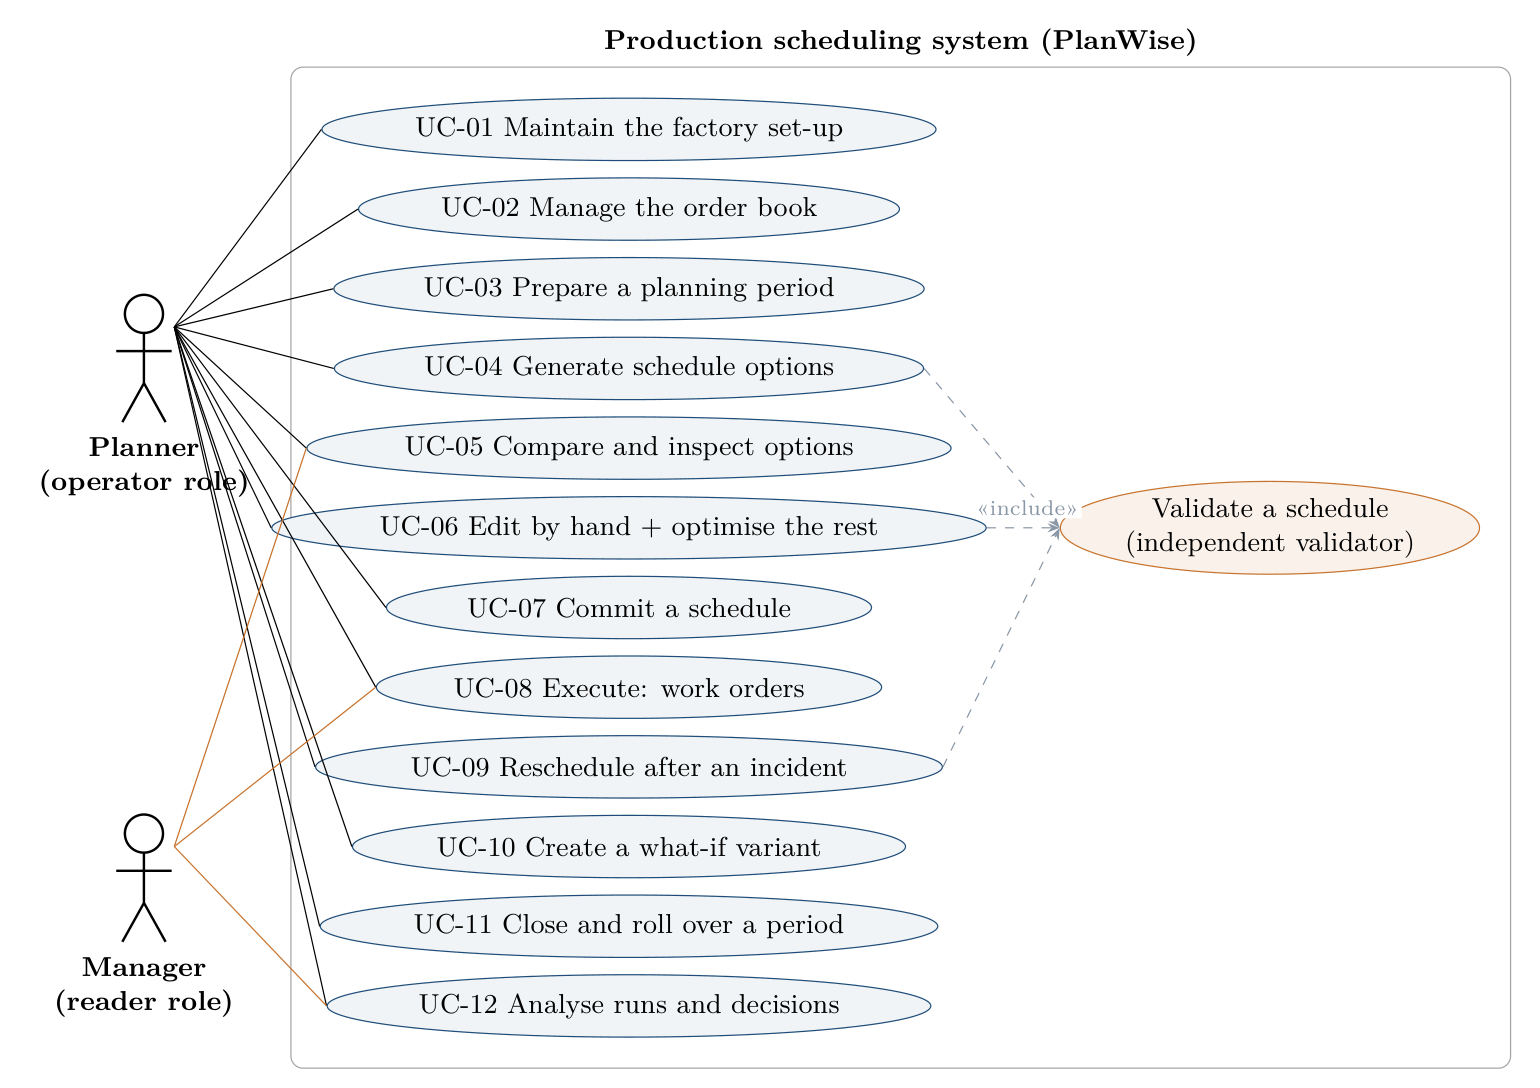 Production scheduling system (PlanWise)
UC-01 Maintain the factory set-up
UC-02 Manage the order book
UC-03 Prepare a planning period
UC-04 Generate schedule options
Planner
(operator role)
UC-05 Compare and inspect options
UC-06 Edit by hand + optimise the rest
«include»
Validate a schedule
(independent validator)
UC-07 Commit a schedule
UC-08 Execute: work orders
UC-09 Reschedule after an incident
UC-10 Create a what-if variant
UC-11 Close and roll over a period
Manager
(reader role)
UC-12 Analyse runs and decisions